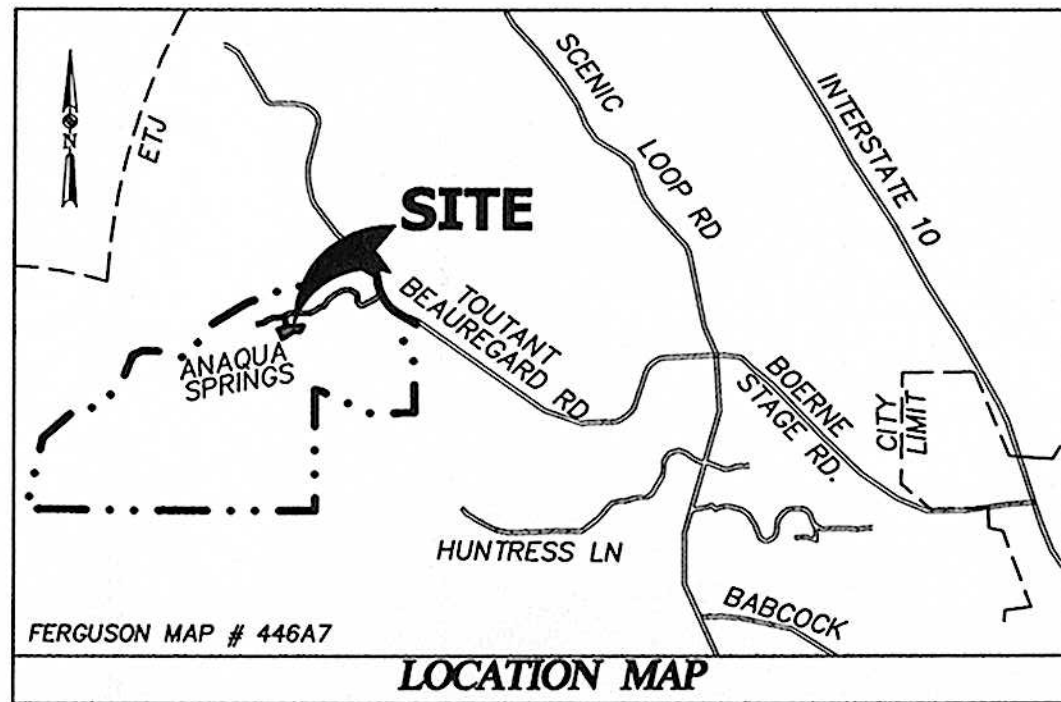 SCENIC
LOOP RD
INTERSTATE 10
ETJ
N
SITE
TOUTANT
BEAUREGARD RD
ANAQUA
SPRINGS
BOERNE
STAGE RD.
CITY
LIMIT
HUNTRESS LN
BABCOCK
FERGUSON MAP # 446A7
LOCATION MAP